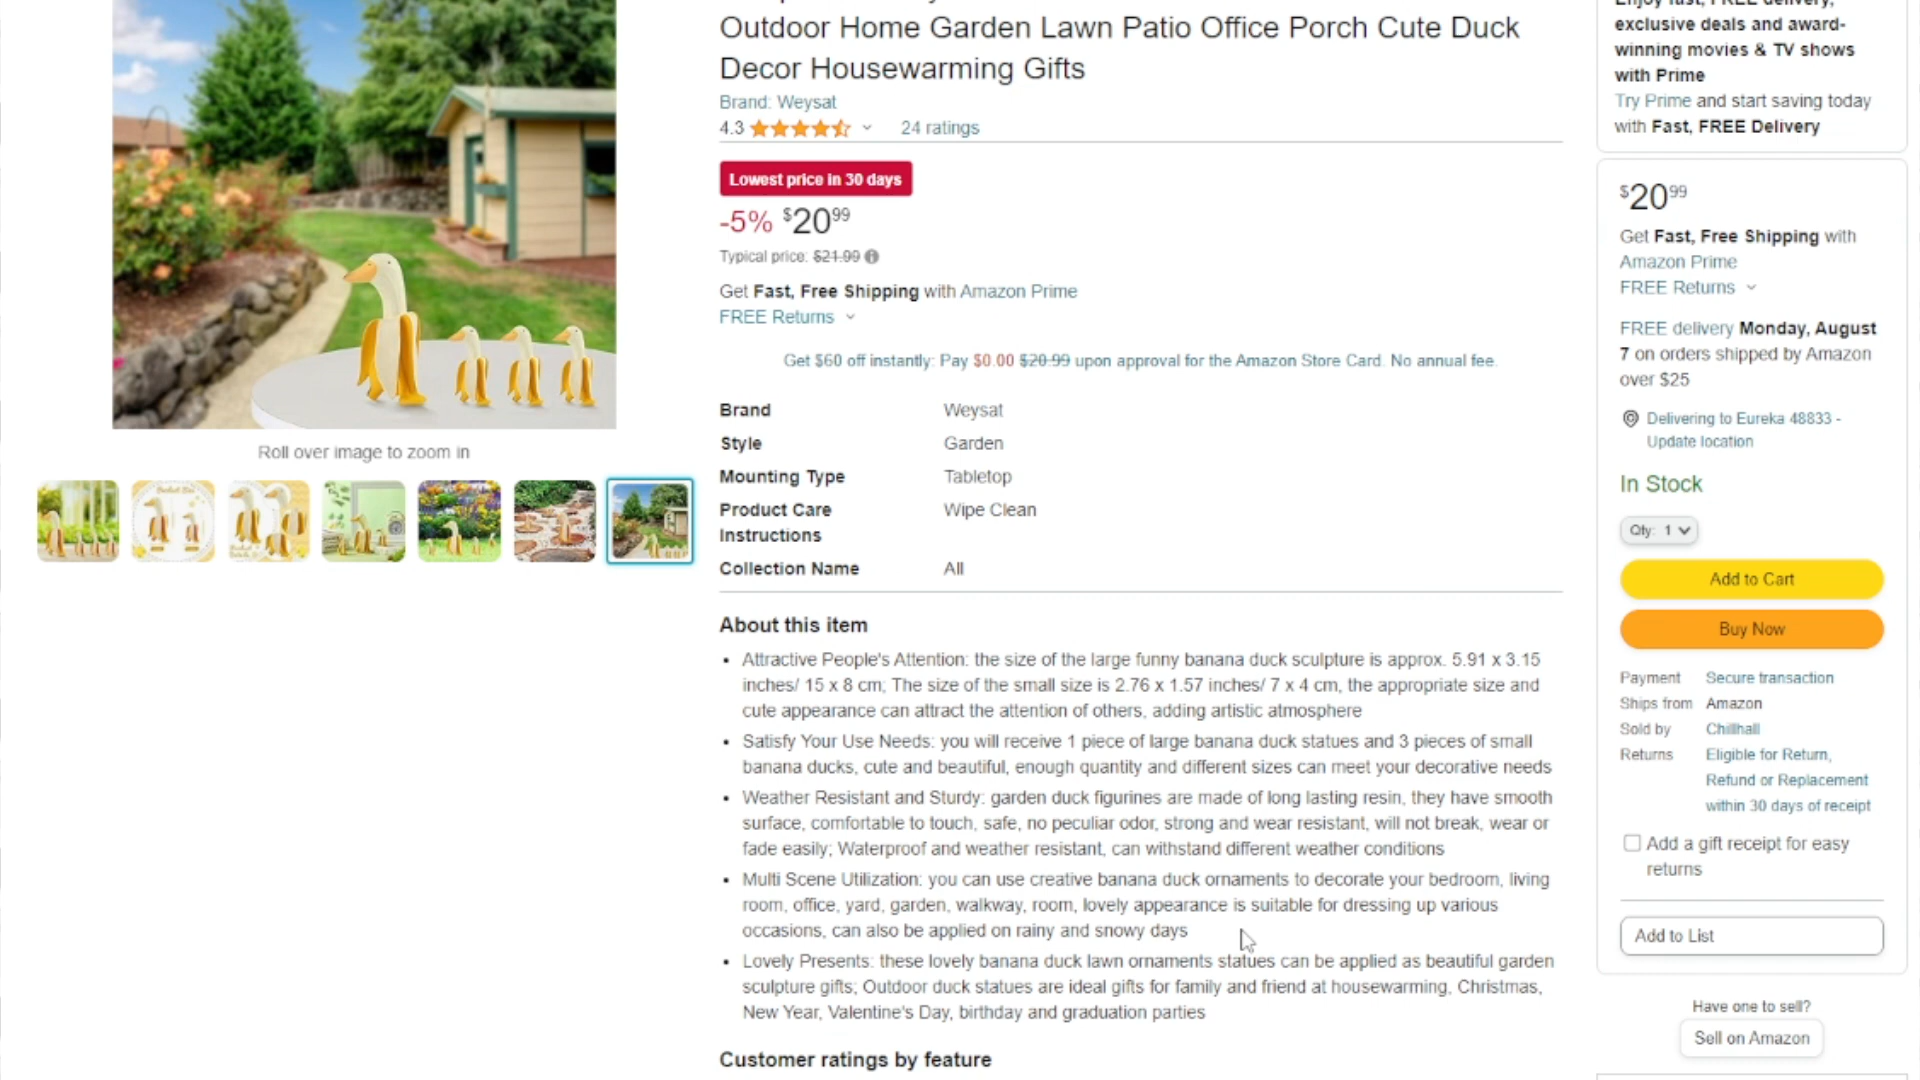 Outdoor Home Garden Lawn Patio Office Porch Cute Duck
Decor Housewarming Gifts
Brand: Weysat
4.3
24 ratings
Lowest price in 30 days
-5% $20.99
Typical price: $21.99
Get Fast, Free Shipping with Amazon Prime
FREE Returns
Get $60 off instantly: Pay $0.00 $20.99 upon approval for the Amazon Store Card. No annual fee.
Brand Weysat
Style Garden
Mounting Type Tabletop
Product Care Wipe Clean
Instructions
Collection Name All
About this item
Attractive People's Attention: the size of the large funny banana duck sculpture is approx. 5.91 x 3.15
inches/ 15 x 8 cm; The size of the small size is 2.76 x 1.57 inches/ 7 x 4 cm, the appropriate size and
cute appearance can attract the attention of others, adding artistic atmosphere
Satisfy Your Use Needs: you will receive 1 piece of large banana duck statues and 3 pieces of small
banana ducks, cute and beautiful, enough quantity and different sizes can meet your decorative needs
Weather Resistant and Sturdy: garden duck figurines are made of long lasting resin, they have smooth
surface, comfortable to touch, safe, no peculiar odor, strong and wear resistant, will not break, wear or
fade easily; Waterproof and weather resistant, can withstand different weather conditions
Multi Scene Utilization: you can use creative banana duck ornaments to decorate your bedroom, living
room, office, yard, garden, walkway, room, lovely appearance is suitable for dressing up various
occasions, can also be applied on rainy and snowy days
Lovely Presents: these lovely banana duck lawn ornaments statues can be applied as beautiful garden
sculpture gifts; Outdoor duck statues are ideal gifts for family and friend at housewarming, Christmas,
New Year, Valentine's Day, birthday and graduation parties
Customer ratings by feature
Roll over image to zoom in
Enjoy fast, FREE delivery,
exclusive deals and award-
winning movies & TV shows
with Prime
Try Prime and start saving today
with Fast, FREE Delivery
$20.99
Get Fast, Free Shipping with
Amazon Prime
FREE Returns
FREE delivery Monday, August
7 on orders shipped by Amazon
over $25
Delivering to Eureka 48833 -
Update location
In Stock
Qty: 1
Add to Cart
Buy Now
Payment Secure transaction
Ships from Amazon
Sold by Chillhall
Returns Eligible for Return,
Refund or Replacement
within 30 days of receipt
Add a gift receipt for easy
returns
Add to List
Have one to sell?
Sell on Amazon